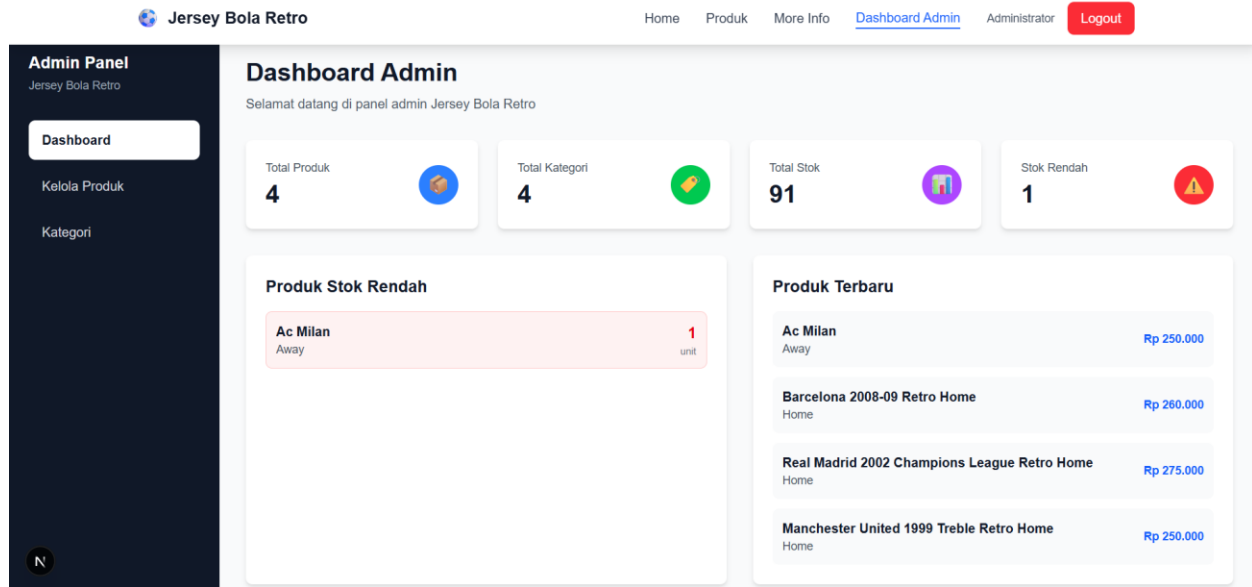 Jersey Bola Retro
Home Produk More Info Dashboard Admin Administrator Logout
Admin Panel
Jersey Bola Retro
Dashboard
Kelola Produk
Kategori
N
Dashboard Admin
Selamat datang di panel admin Jersey Bola Retro
Total Produk
4
Total Kategori
4
Total Stok
91
Stok Rendah
1
Produk Stok Rendah
Ac Milan
Away
1
unit
Produk Terbaru
Ac Milan
Away
Rp 250.000
Barcelona 2008-09 Retro Home
Home
Rp 260.000
Real Madrid 2002 Champions League Retro Home
Home
Rp 275.000
Manchester United 1999 Treble Retro Home
Home
Rp 250.000